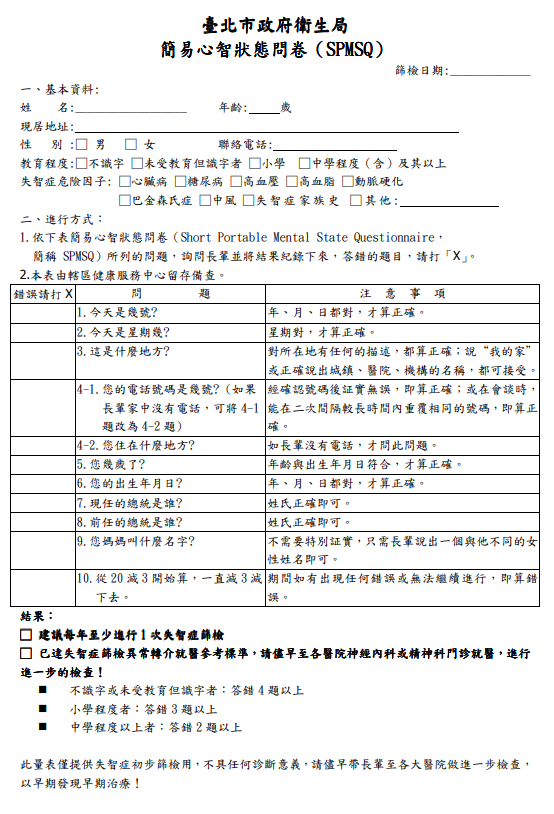 臺北市政府衛生局
簡易心智狀態問卷（SPMSQ）
篩檢日期:____________
一、基本資料:
姓　　名:________________　　年齡:_____歲
現居地址:________________
性　別:□ 男　□ 女　　聯絡電話:________________
教育程度:□不識字 □未受教育但識字者 □小學 □中學程度（含）及其以上
失智症危險因子: □心臟病 □糖尿病 □高血壓 □高血脂 □動脈硬化
□巴金森氏症 □中風 □失智症家族史 □其他:______________
二、進行方式：
1.依下表簡易心智狀態問卷（Short Portable Mental State Questionnaire，
簡稱 SPMSQ）所列的問題，詢問長輩並將結果紀錄下來，答錯的題目，請打「X」。
2.本表由轄區健康服務中心留存備查。
錯誤請打 X　問　　題　注 意 事 項
1.今天是幾號?　年、月、日都對，才算正確。
2.今天是星期幾?　星期對，才算正確。
3.這是什麼地方?　對所在地有任何的描述，都算正確；說“我的家”
或正確說出城鎮、醫院、機構的名稱，都可接受。
4-1.您的電話號碼是幾號?（如果　經確認號碼後証實無誤，即算正確；或在會談時，
長輩家中沒有電話，可將 4-1　能在二次間隔較長時間內重覆相同的號碼，即算正
題改為 4-2 題）　確。
4-2.您住在什麼地方?　如長輩沒有電話，才問此問題。
5.您幾歲了?　年齡與出生年月日符合，才算正確。
6.您的出生年月日?　年、月、日都對，才算正確。
7.現任的總統是誰?　姓氏正確即可。
8.前任的總統是誰?　姓氏正確即可。
9.您媽媽叫什麼名字?　不需要特別証實，只需長輩說出一個與他不同的女
性姓名即可。
10.從 20 減 3 開始算，一直減 3 減　期間如有出現任何錯誤或無法繼續進行，即算錯
下去。　誤。
結果：
□ 建議每年至少進行 1 次失智症篩檢
□ 已達失智症篩檢異常轉介就醫參考標準，請儘早至各醫院神經內科或精神科門診就醫，進行
進一步的檢查！
■ 不識字或未受教育但識字者：答錯 4 題以上
■ 小學程度者：答錯 3 題以上
■ 中學程度以上者：答錯 2 題以上
此量表僅提供失智症初步篩檢用，不具任何診斷意義，請儘早帶長輩至各大醫院做進一步檢查，
以早期發現早期治療！